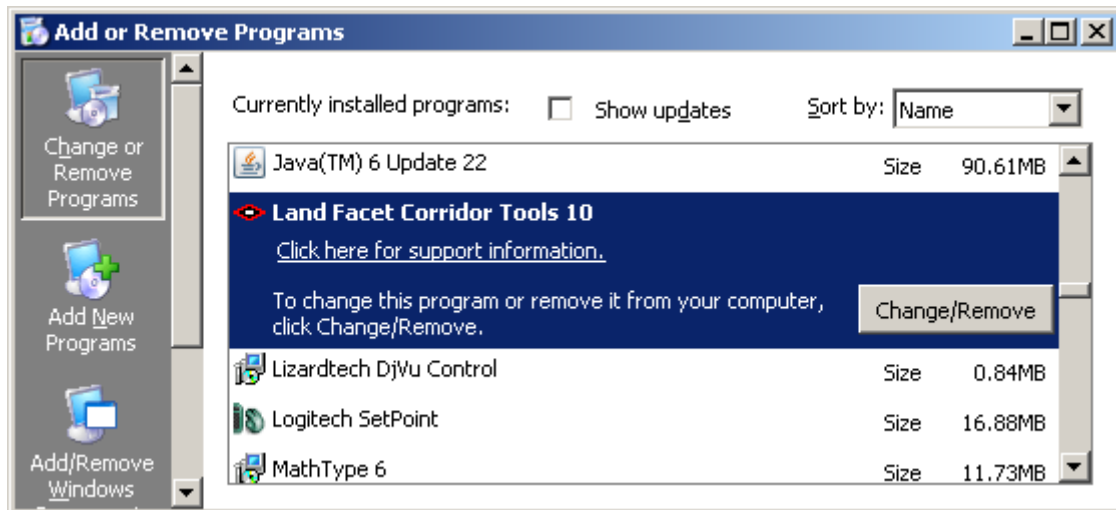 Add or Remove Programs
Change or
Remove
Programs
Add New
Programs
Add/Remove
Windows
Currently installed programs:
Show updates
Sort by:
Name
Java(TM) 6 Update 22
Size
90.61MB
Land Facet Corridor Tools 10
Click here for support information.
To change this program or remove it from your computer,
click Change/Remove.
Change/Remove
Lizardtech DjVu Control
Size
0.84MB
Logitech SetPoint
Size
16.88MB
MathType 6
Size
11.73MB